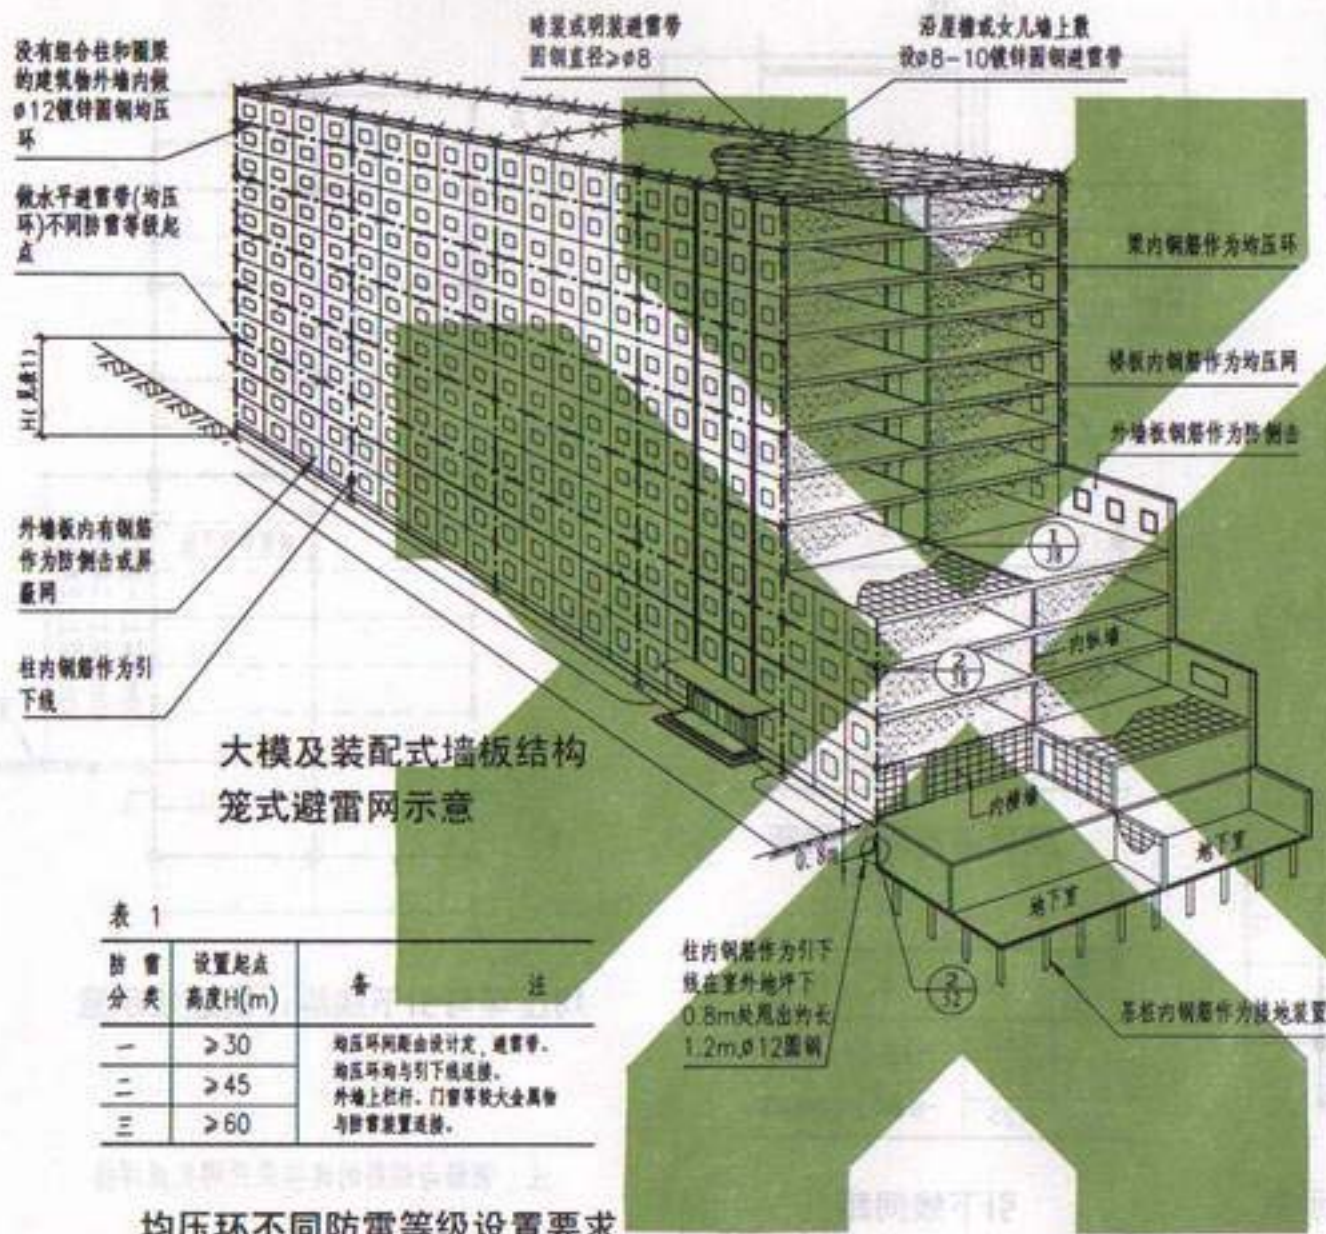 没有组合柱和圈梁
的建筑物外墙内做
ø12镀锌圆钢均压
环
暗装或明装避雷带
圆钢直径≥ø8
沿屋檐或女儿墙上敷
设ø8-10镀锌圆钢避雷带
做水平避雷带(均压
环)不同防雷等级起
点
H(见表1)
梁内钢筋作为均压环
楼板内钢筋作为均压网
外墙板钢筋作为防侧击
外墙板内有钢筋
作为防侧击或屏
蔽网
柱内钢筋作为引
下线
1
38
2
38
内纵墙
内横墙
地下室
地下室
0.8m
大模及装配式墙板结构
笼式避雷网示意
柱内钢筋作为引下
线在室外地坪下
0.8m处甩出约长
1.2m,ø12圆钢
2
52
基桩内钢筋作为接地装置
表 1
防雷 设置起点 备 注
分类 高度H(m)
一 ≥30
二 ≥45
三 ≥60
均压环间距由设计定,避雷带、
均压环均与引下线连接。
外墙上栏杆、门窗等较大金属物
与防雷装置连接。
均压环不同防雷等级设置要求